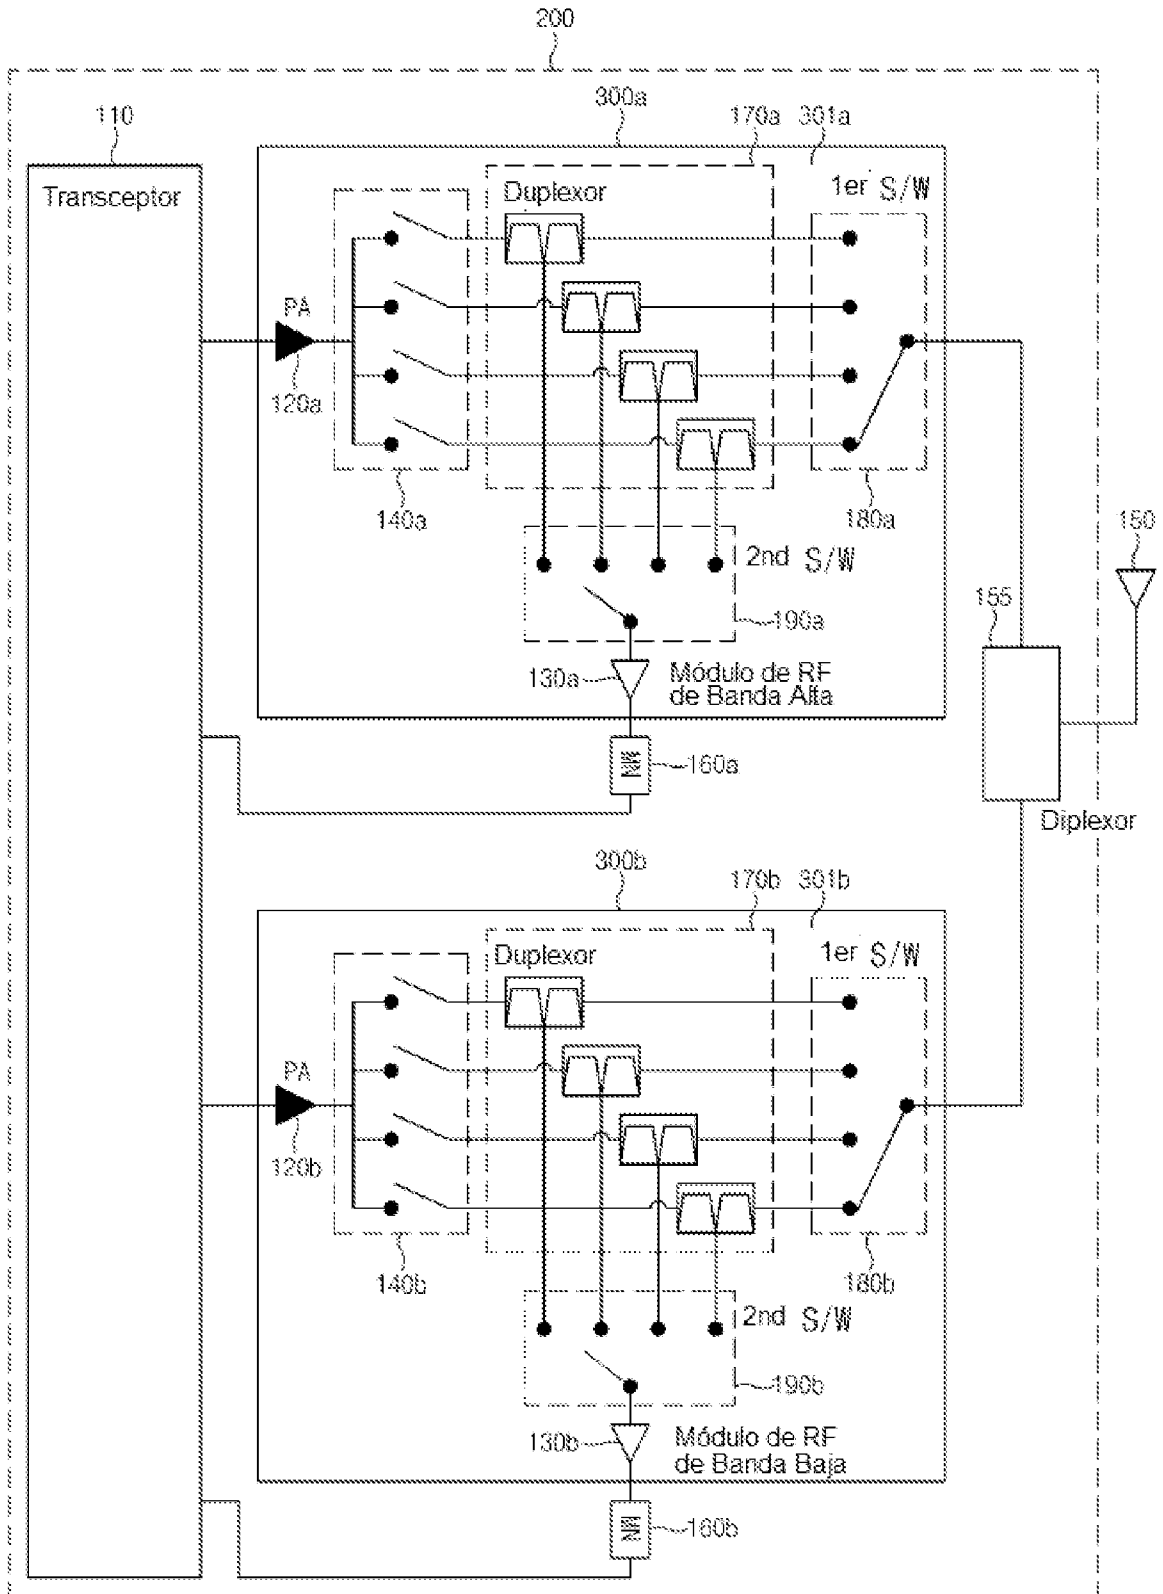 200
110
Transceptor
300a
170a
301a
Duplexor
1er S/W
PA
120a
140a
180a
2nd S/W
190a
130a
Módulo de RF
de Banda Alta
MN
160a
150
155
Diplexor
300b
170b
301b
Duplexor
1er S/W
PA
120b
140b
180b
2nd S/W
190b
130b
Módulo de RF
de Banda Baja
MN
160b